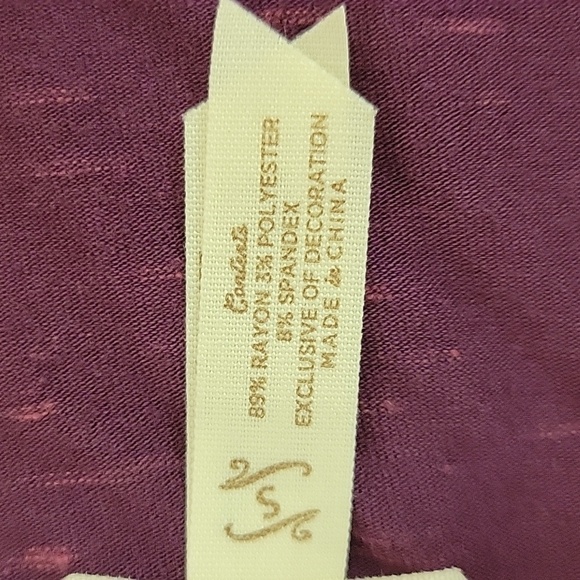 Contents
89% RAYON 3% POLYESTER
8% SPANDEX
EXCLUSIVE OF DECORATION
MADE in CHINA
S